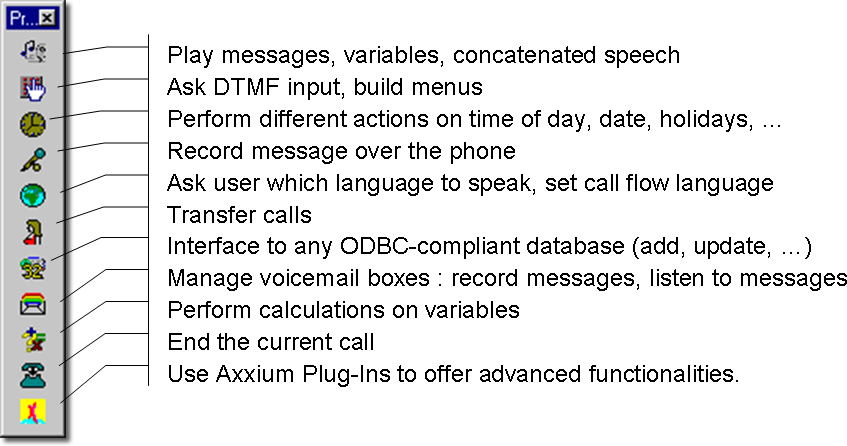 Pr...
Play messages, variables, concatenated speech
Ask DTMF input, build menus
Perform different actions on time of day, date, holidays, ...
Record message over the phone
Ask user which language to speak, set call flow language
Transfer calls
Interface to any ODBC-compliant database (add, update, ...)
32
Manage voicemail boxes : record messages, listen to messages
Perform calculations on variables
End the current call
Use Axxium Plug-Ins to offer advanced functionalities.